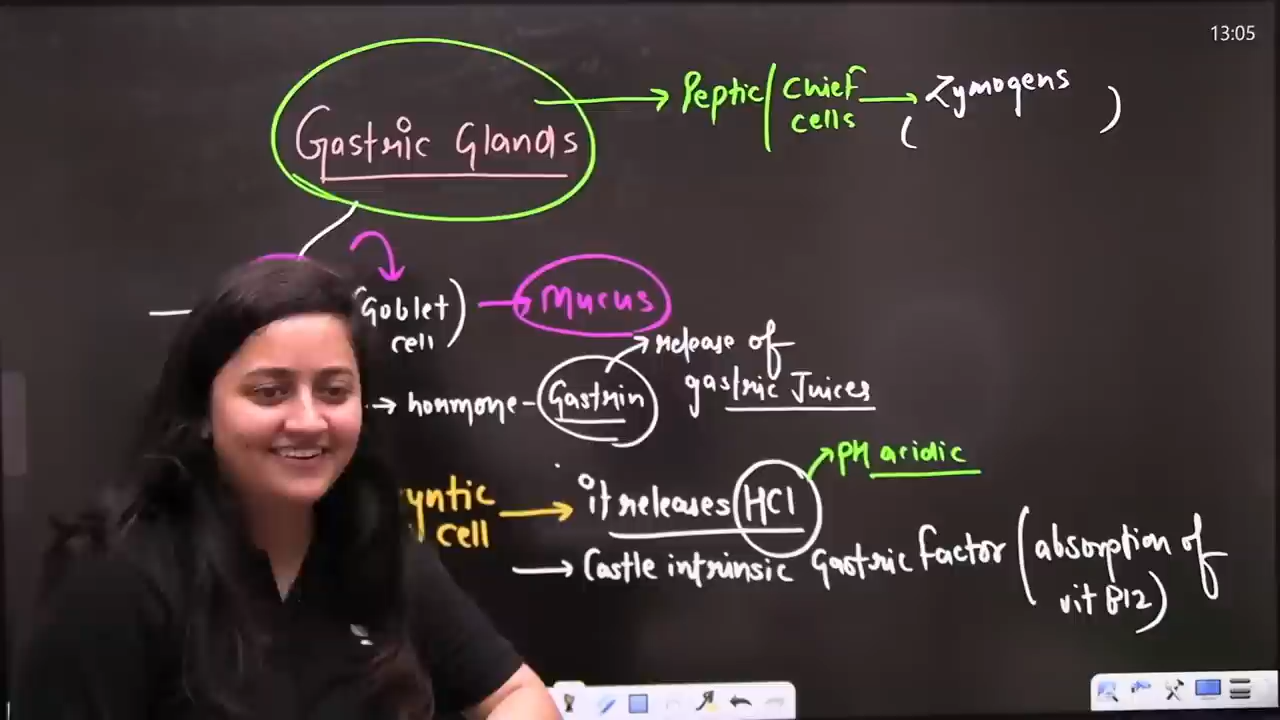 13:05
Gastric Glands → Peptic / Chief cells → Zymogens
( )
(Goblet cell) → Mucus
→ hormone - Gastrin → release of
gastric Juices
yntic cell → it releases HCl → PH acidic
→ Castle intrinsic Gastric factor (absorption of
vit B12)